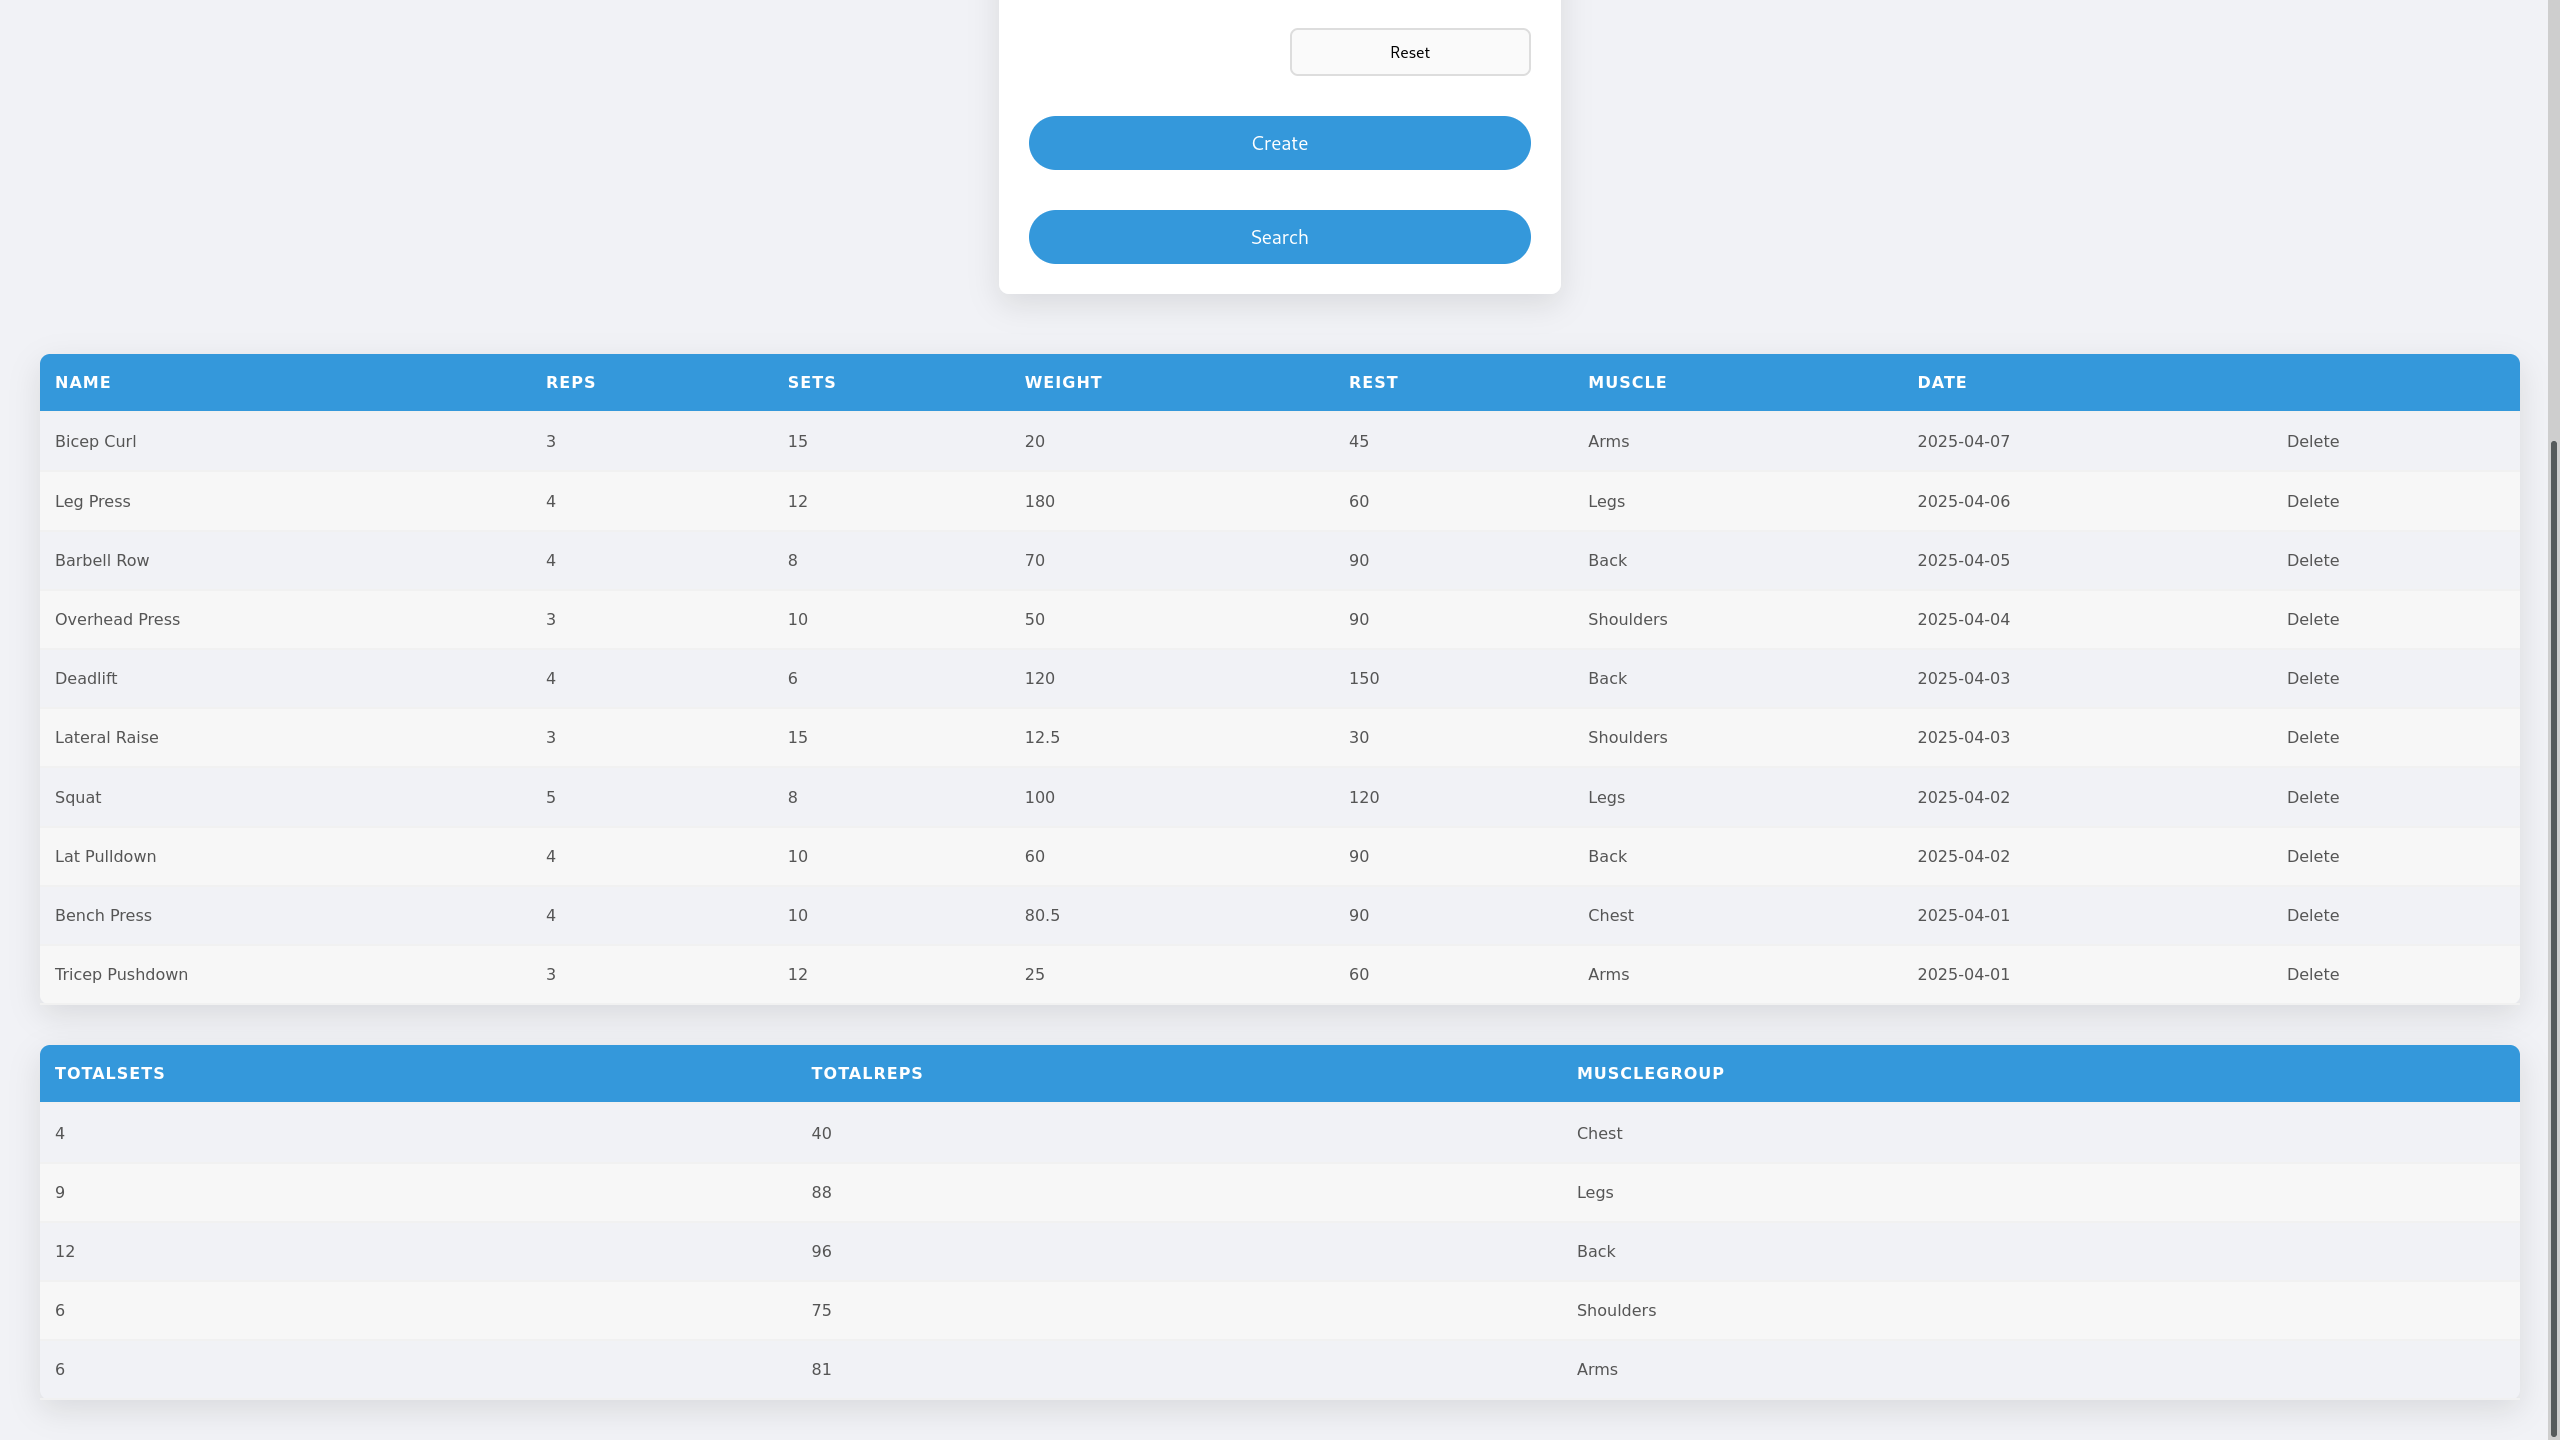 Reset
Create
Search
NAME REPS SETS WEIGHT REST MUSCLE DATE
Bicep Curl 3 15 20 45 Arms 2025-04-07 Delete
Leg Press 4 12 180 60 Legs 2025-04-06 Delete
Barbell Row 4 8 70 90 Back 2025-04-05 Delete
Overhead Press 3 10 50 90 Shoulders 2025-04-04 Delete
Deadlift 4 6 120 150 Back 2025-04-03 Delete
Lateral Raise 3 15 12.5 30 Shoulders 2025-04-03 Delete
Squat 5 8 100 120 Legs 2025-04-02 Delete
Lat Pulldown 4 10 60 90 Back 2025-04-02 Delete
Bench Press 4 10 80.5 90 Chest 2025-04-01 Delete
Tricep Pushdown 3 12 25 60 Arms 2025-04-01 Delete
TOTALSETS TOTALREPS MUSCLEGROUP
4 40 Chest
9 88 Legs
12 96 Back
6 75 Shoulders
6 81 Arms